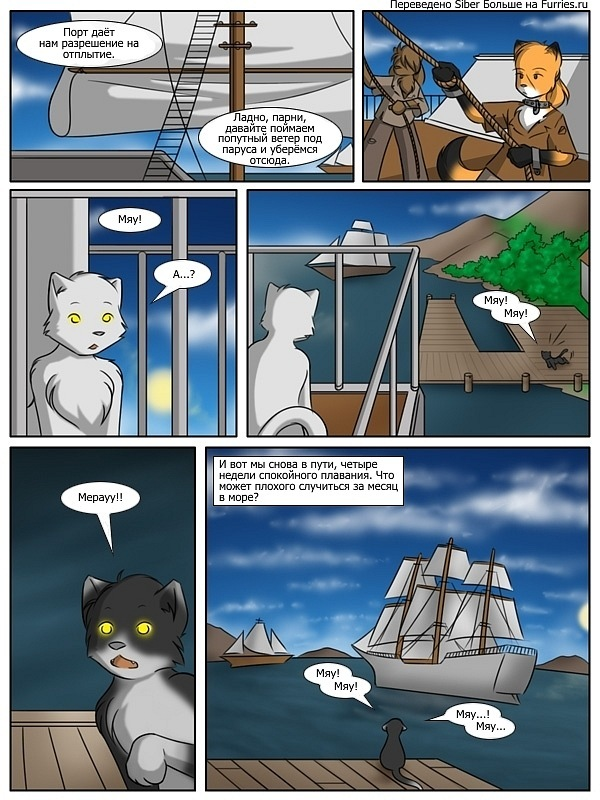 Переведено Siber Больше на Furries.ru
Порт даёт
нам разрешение на
отплытие.
Ладно, парни,
давайте поймаем
попутный ветер под
паруса и уберёмся
отсюда.
Мяу!
А...?
Мяу!
Мяу!
Мерауу!!
И вот мы снова в пути, четыре
недели спокойного плавания. Что
может плохого случиться за месяц
в море?
Мяу!
Мяу!
Мяу...!
Мяу...